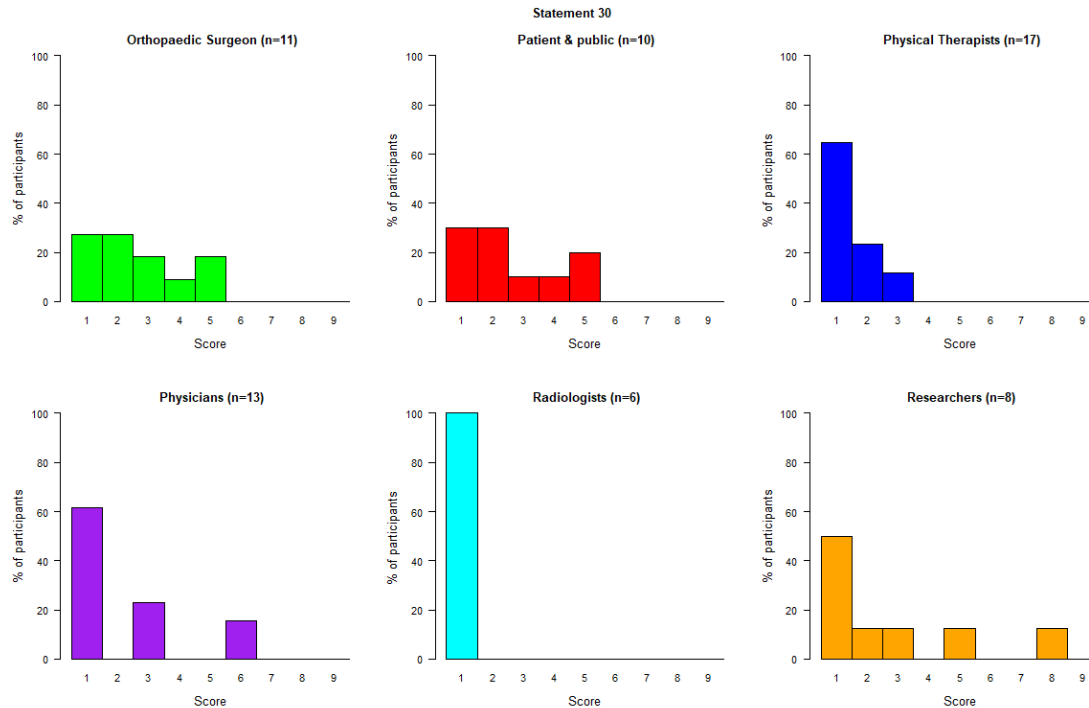 Statement 30
Orthopaedic Surgeon (n=11)
% of participants
100
80
60
40
20
0
1 2 3 4 5 6 7 8 9
Score
Patient & public (n=10)
% of participants
100
80
60
40
20
0
1 2 3 4 5 6 7 8 9
Score
Physical Therapists (n=17)
% of participants
100
80
60
40
20
0
1 2 3 4 5 6 7 8 9
Score
Physicians (n=13)
% of participants
100
80
60
40
20
0
1 2 3 4 5 6 7 8 9
Score
Radiologists (n=6)
% of participants
100
80
60
40
20
0
1 2 3 4 5 6 7 8 9
Score
Researchers (n=8)
% of participants
100
80
60
40
20
0
1 2 3 4 5 6 7 8 9
Score